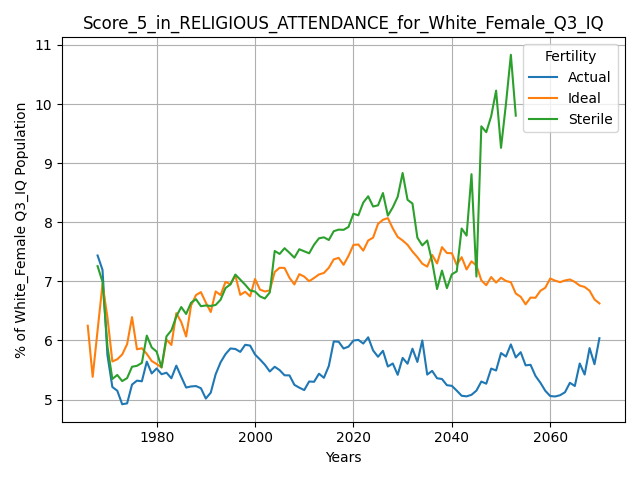 Score_5_in_RELIGIOUS_ATTENDANCE_for_White_Female_Q3_IQ
Fertility
Actual
Ideal
Sterile
% of White_Female Q3_IQ Population
11
10
9
8
7
6
5
1980
2000
2020
2040
2060
Years